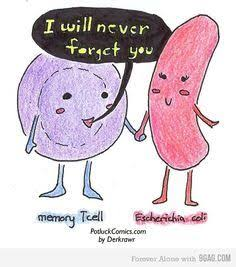 I will never
forget you
memory Tcell
Escherichia coli
PotluckComics.com
by Derkrawr
Forever Alone with 9GAG.COM